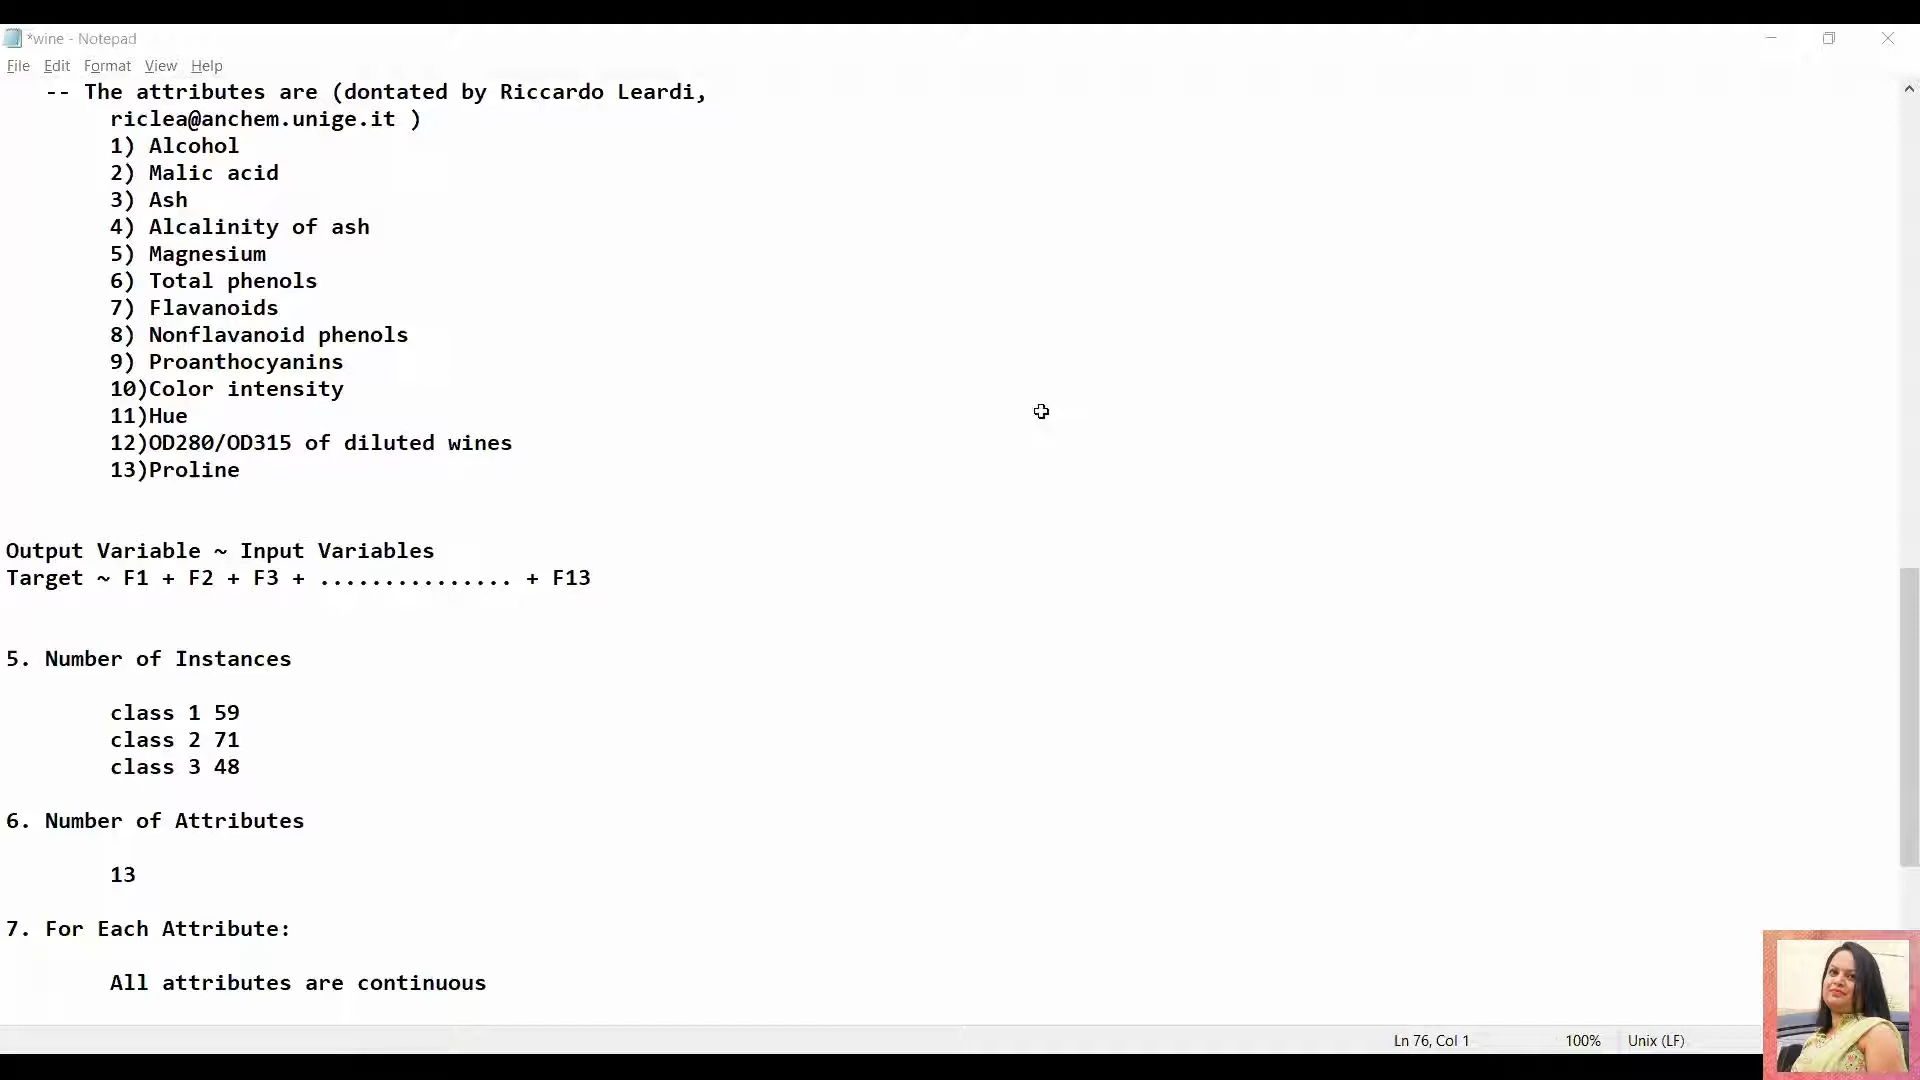 *wine - Notepad
File Edit Format View Help
-- The attributes are (dontated by Riccardo Leardi,
riclea@anchem.unige.it )
1) Alcohol
2) Malic acid
3) Ash
4) Alcalinity of ash
5) Magnesium
6) Total phenols
7) Flavanoids
8) Nonflavanoid phenols
9) Proanthocyanins
10)Color intensity
11)Hue
12)OD280/OD315 of diluted wines
13)Proline
Output Variable ~ Input Variables
Target ~ F1 + F2 + F3 + ............... + F13
5. Number of Instances
class 1 59
class 2 71
class 3 48
6. Number of Attributes
13
7. For Each Attribute:
All attributes are continuous
Ln 76, Col 1 100% Unix (LF)